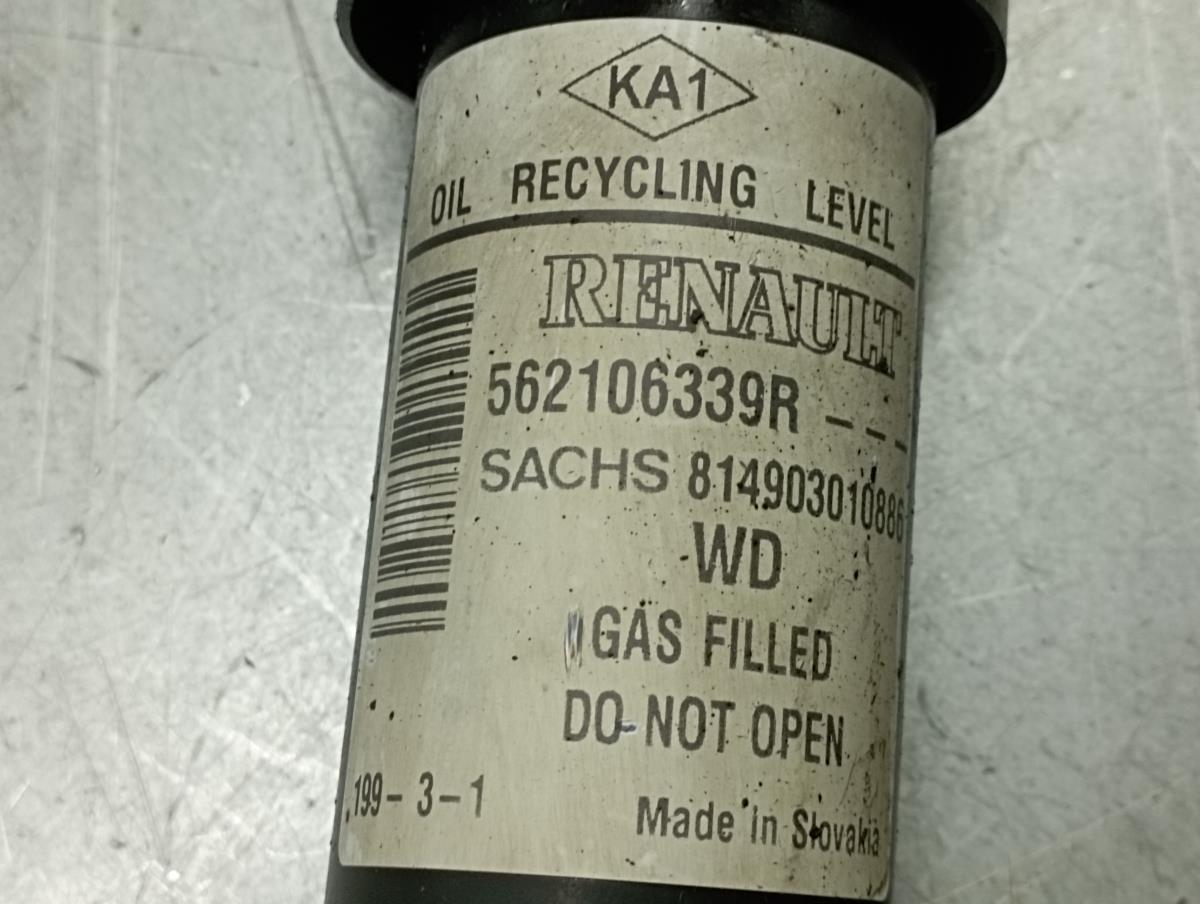 KA1
OIL RECYCLING LEVEL
RENAULT
562106339R ---
SACHS 814903010886
WD
GAS FILLED
DO NOT OPEN
199-3-1
Made in Slovakia